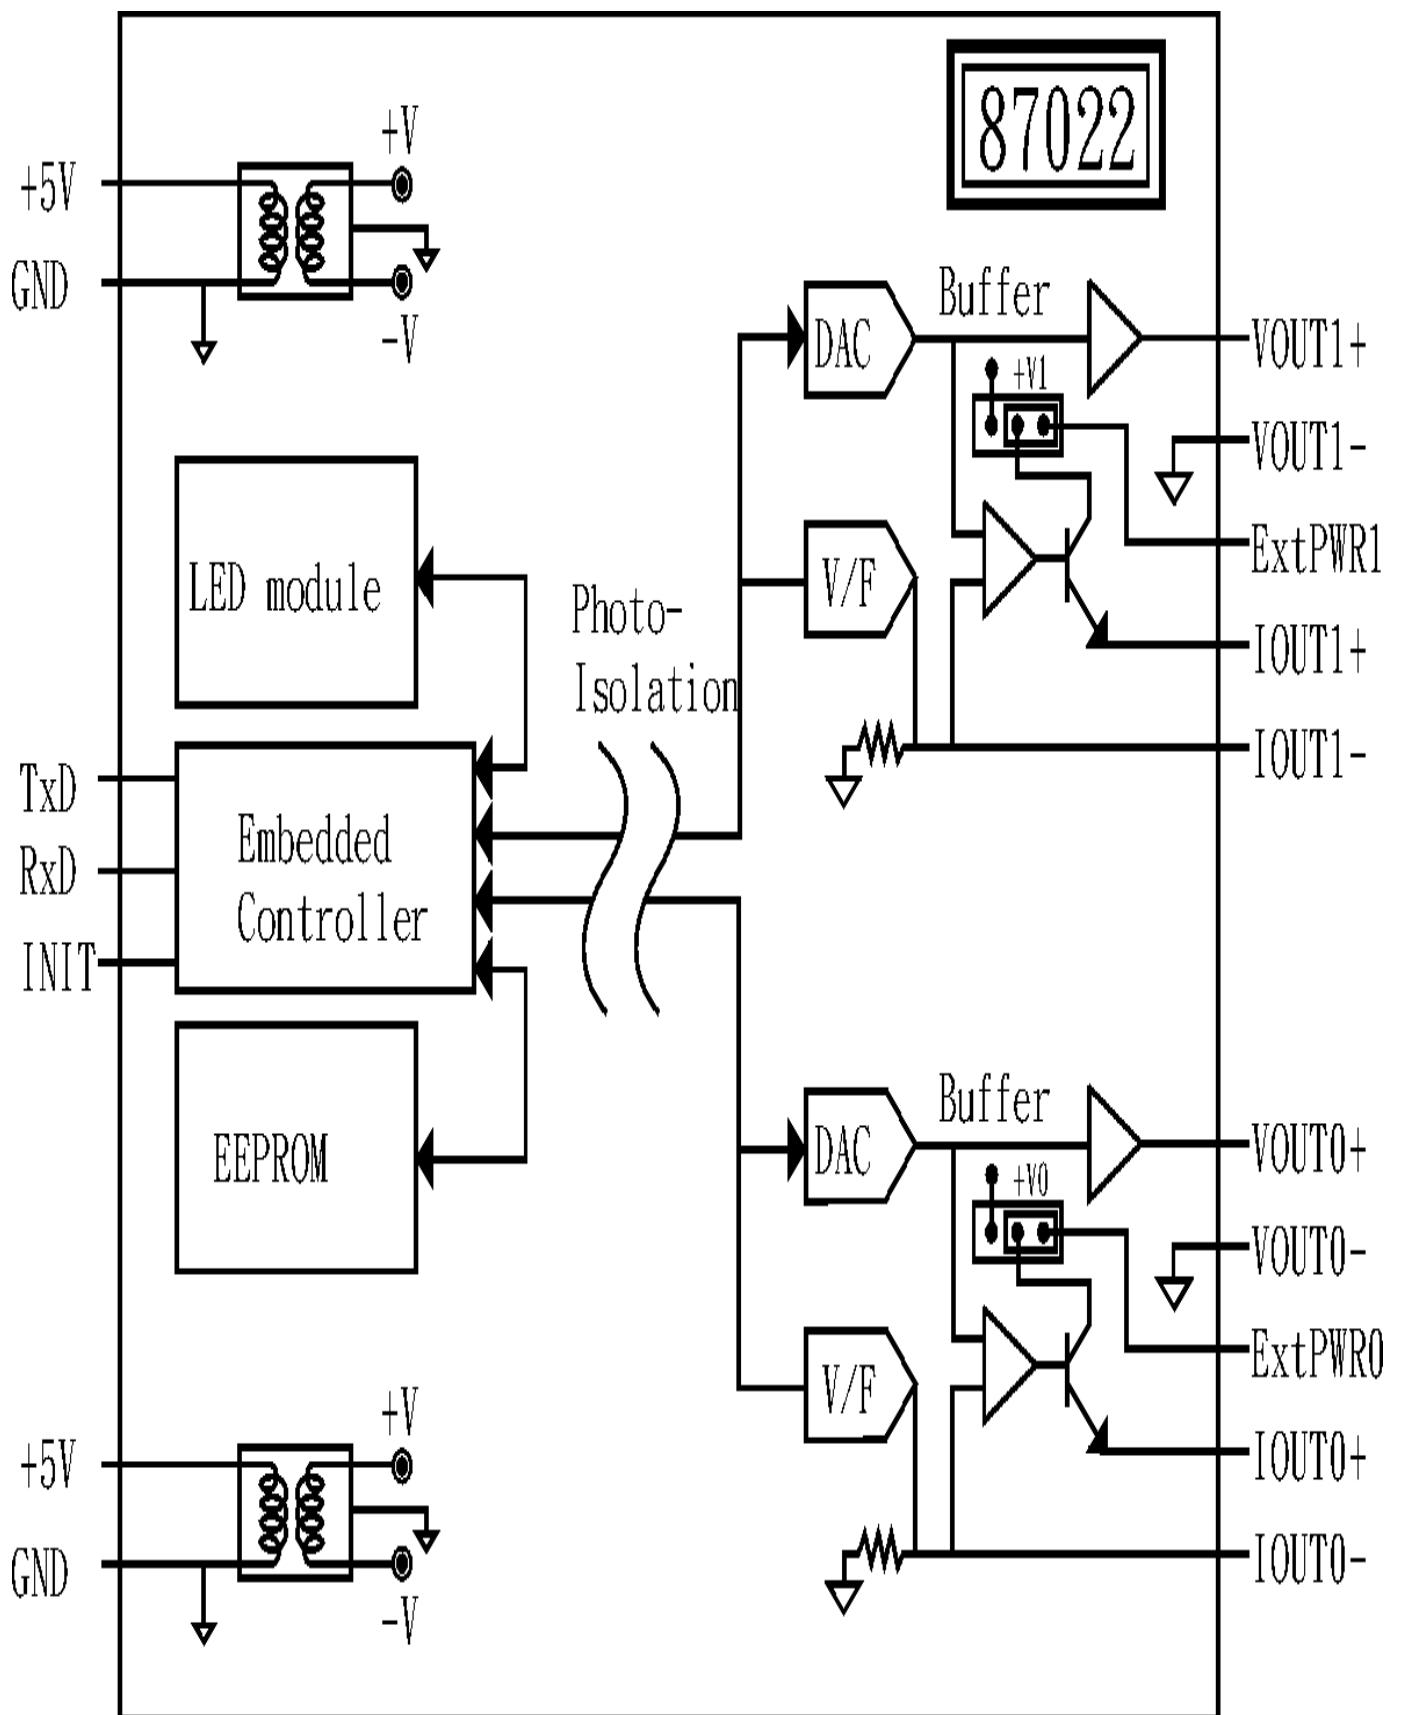 87022
+V
+5V
GND
-V
Buffer
DAC
VOUT1+
+V1
VOUT1-
LED module
Photo-
Isolation
V/F
ExtPWR1
IOUT1+
IOUT1-
TxD
RxD
INIT
Embedded
Controller
EEPROM
Buffer
DAC
VOUT0+
+V0
VOUT0-
V/F
ExtPWR0
IOUT0+
IOUT0-
+V
+5V
GND
-V